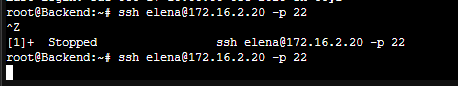 root@Backend:~# ssh elena@172.16.2.20 -p 22
^Z
[1]+  Stopped                 ssh elena@172.16.2.20 -p 22
root@Backend:~# ssh elena@172.16.2.20 -p 22